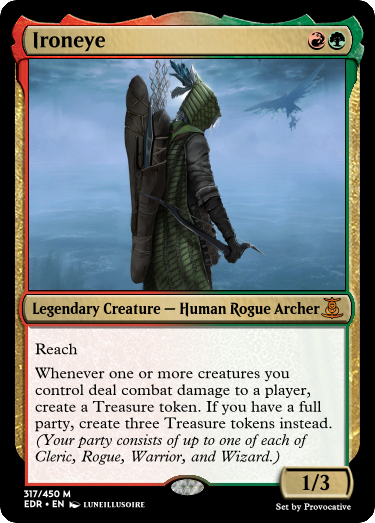 Ironeye
Legendary Creature — Human Rogue Archer
Reach
Whenever one or more creatures you
control deal combat damage to a player,
create a Treasure token. If you have a full
party, create three Treasure tokens instead.
(Your party consists of up to one of each of
Cleric, Rogue, Warrior, and Wizard.)
1/3
317/450 M
EDR • EN LUNEILLUSOIRE
Set by Provocative